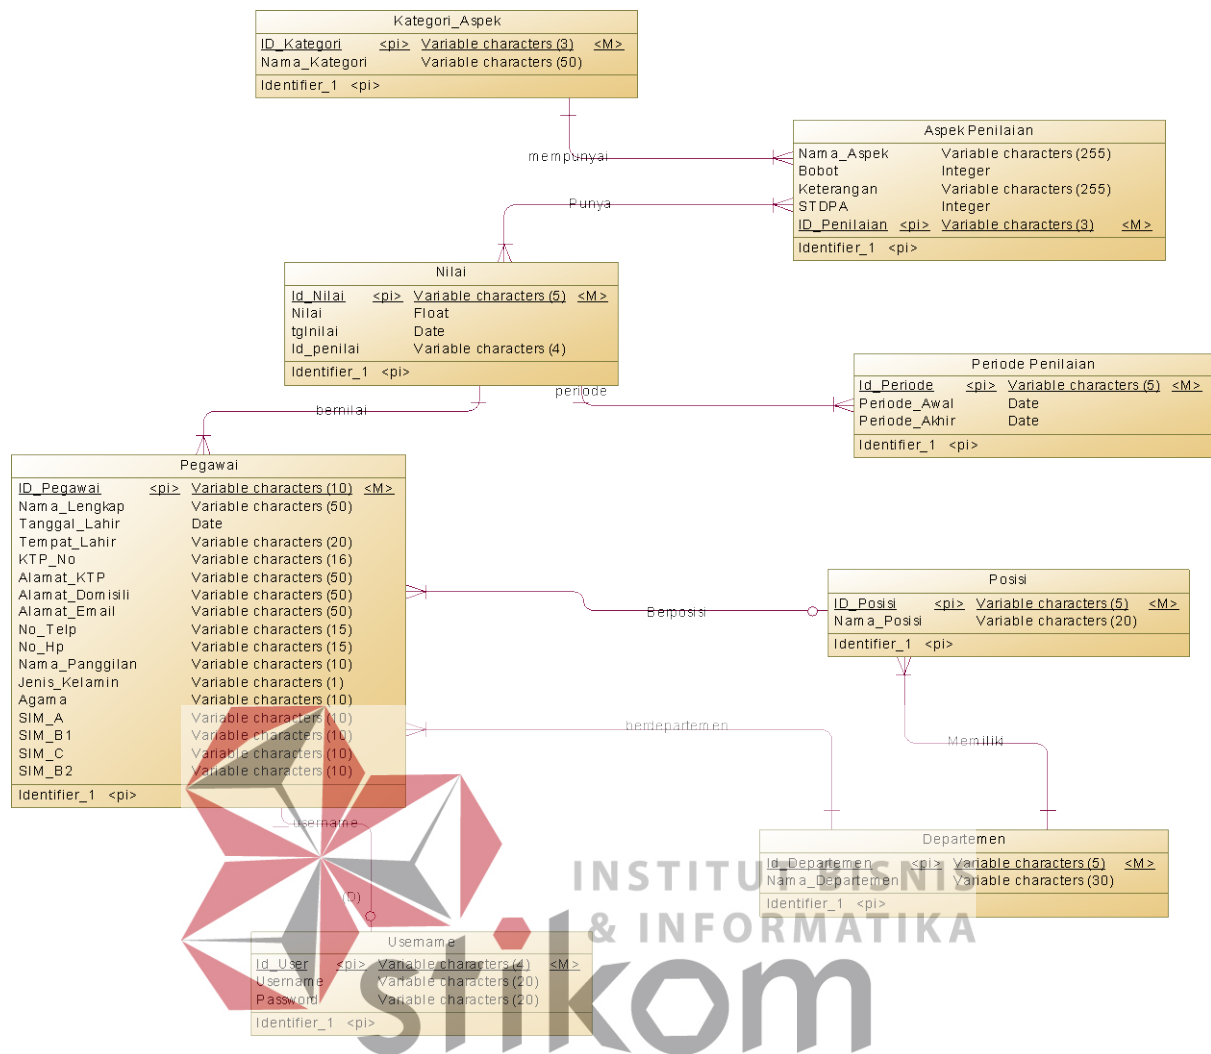 Kategori_Aspek
ID_Kategori <pi> Variable characters (3) <M>
Nama_Kategori Variable characters (50)
Identifier_1 <pi>
mempunyai
Aspek Penilaian
Nama_Aspek Variable characters (255)
Bobot Integer
Keterangan Variable characters (255)
STDPA Integer
ID_Penilaian <pi> Variable characters (3) <M>
Identifier_1 <pi>
Punya
Nilai
Id_Nilai <pi> Variable characters (5) <M>
Nilai Float
tglnilai Date
Id_penilai Variable characters (4)
Identifier_1 <pi>
periode
Periode Penilaian
Id_Periode <pi> Variable characters (5) <M>
Periode_Awal Date
Periode_Akhir Date
Identifier_1 <pi>
bernilai
Pegawai
ID_Pegawai <pi> Variable characters (10) <M>
Nama_Lengkap Variable characters (50)
Tanggal_Lahir Date
Tempat_Lahir Variable characters (20)
KTP_No Variable characters (16)
Alamat_KTP Variable characters (50)
Alamat_Domisili Variable characters (50)
Alamat_Email Variable characters (50)
No_Telp Variable characters (15)
No_Hp Variable characters (15)
Nama_Panggilan Variable characters (10)
Jenis_Kelamin Variable characters (1)
Agama Variable characters (10)
SIM_A Variable characters (10)
SIM_B1 Variable characters (10)
SIM_C Variable characters (10)
SIM_B2 Variable characters (10)
Identifier_1 <pi>
Berposisi
Posisi
ID_Posisi <pi> Variable characters (5) <M>
Nama_Posisi Variable characters (20)
Identifier_1 <pi>
berdepartemen
Memiliki
Departemen
Id_Departemen <pi> Variable characters (5) <M>
Nama_Departemen Variable characters (30)
Identifier_1 <pi>
username
(D)
Username
Id_User <pi> Variable characters (4) <M>
Username Variable characters (20)
Password Variable characters (20)
Identifier_1 <pi>
INSTITUT BISNIS
& INFORMATIKA
stikom